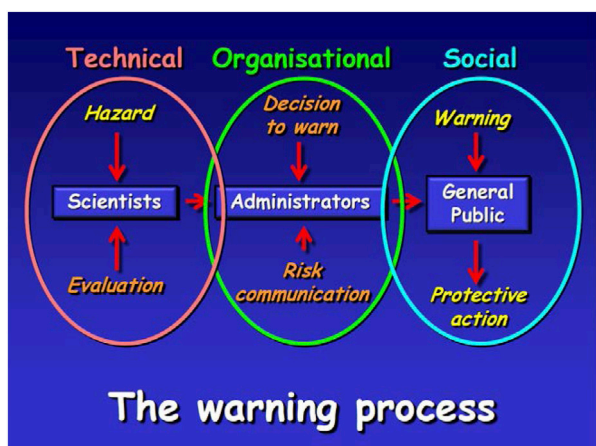 Technical
Organisational
Social
Hazard
Decision
to warn
Warning
Scientists
Administrators
General
Public
Evaluation
Risk
communication
Protective
action
The warning process